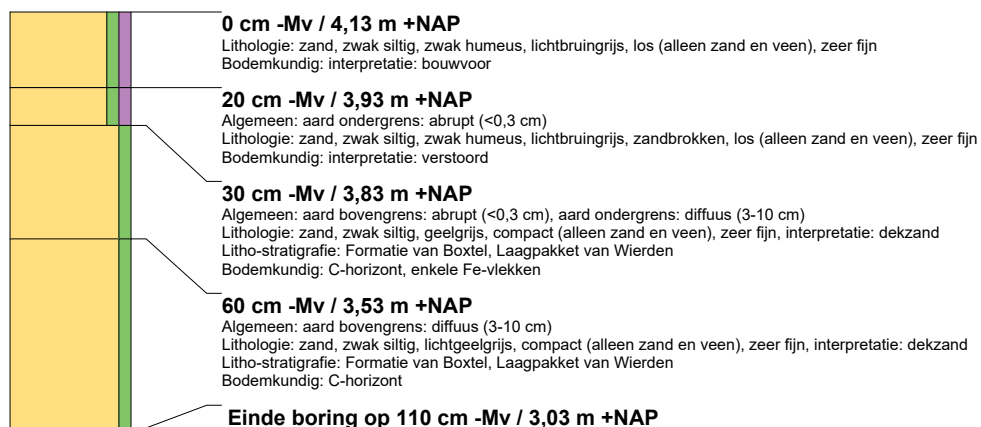 0 cm -Mv / 4,13 m +NAP
Lithologie: zand, zwak siltig, zwak humeus, lichtbruingrijs, los (alleen zand en veen), zeer fijn
Bodemkundig: interpretatie: bouwvoor
20 cm -Mv / 3,93 m +NAP
Algemeen: aard ondergrens: abrupt (<0,3 cm)
Lithologie: zand, zwak siltig, zwak humeus, lichtbruingrijs, zandbrokken, los (alleen zand en veen), zeer fijn
Bodemkundig: interpretatie: verstoord
30 cm -Mv / 3,83 m +NAP
Algemeen: aard bovengrens: abrupt (<0,3 cm), aard ondergrens: diffuus (3-10 cm)
Lithologie: zand, zwak siltig, geelgrijs, compact (alleen zand en veen), zeer fijn, interpretatie: dekzand
Litho-stratigrafie: Formatie van Boxtel, Laagpakket van Wierden
Bodemkundig: C-horizont, enkele Fe-vlekken
60 cm -Mv / 3,53 m +NAP
Algemeen: aard bovengrens: diffuus (3-10 cm)
Lithologie: zand, zwak siltig, lichtgeelgrijs, compact (alleen zand en veen), zeer fijn, interpretatie: dekzand
Litho-stratigrafie: Formatie van Boxtel, Laagpakket van Wierden
Bodemkundig: C-horizont
Einde boring op 110 cm -Mv / 3,03 m +NAP